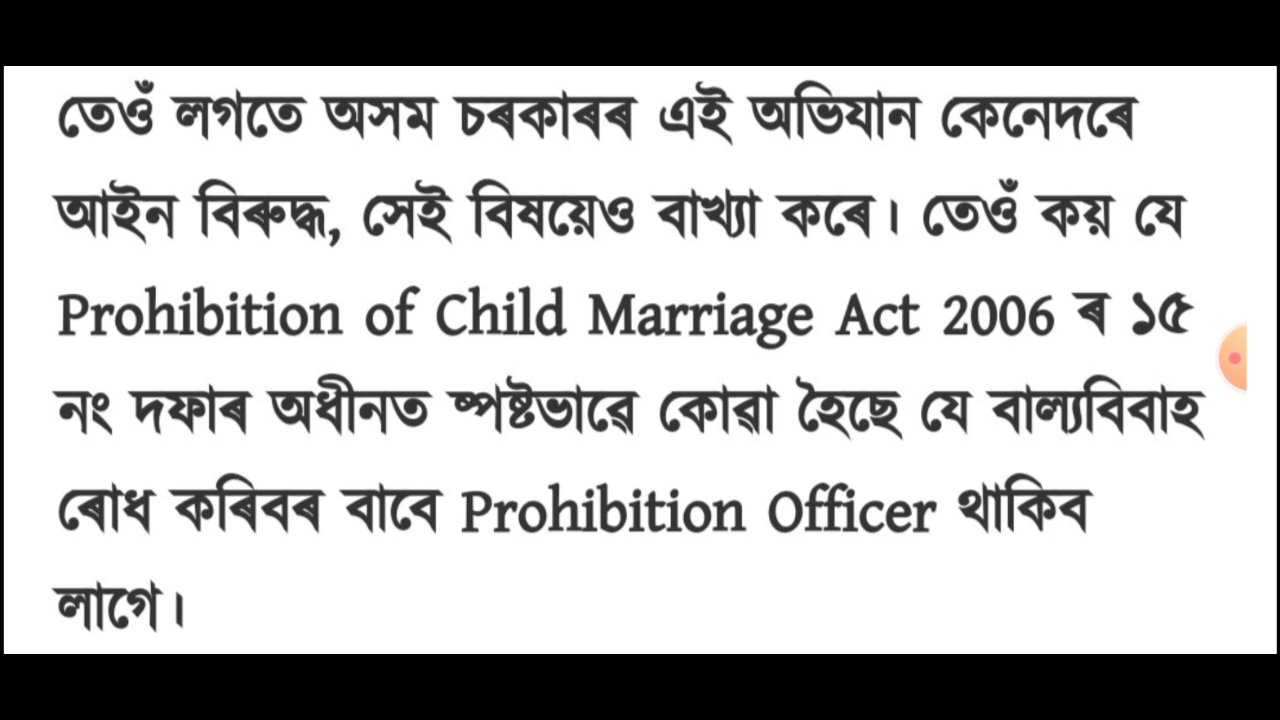 তেওঁ লগতে অসম চৰকাৰৰ এই অভিযান কেনেদৰে
আইন বিৰুদ্ধ, সেই বিষয়েও বাখ্যা কৰে। তেওঁ কয় যে
Prohibition of Child Marriage Act 2006 ৰ ১৫
নং দফাৰ অধীনত ষ্পষ্টভাৱে কোৱা হৈছে যে বাল্যবিবাহ
ৰোধ কৰিবৰ বাবে Prohibition Officer থাকিব
লাগে।